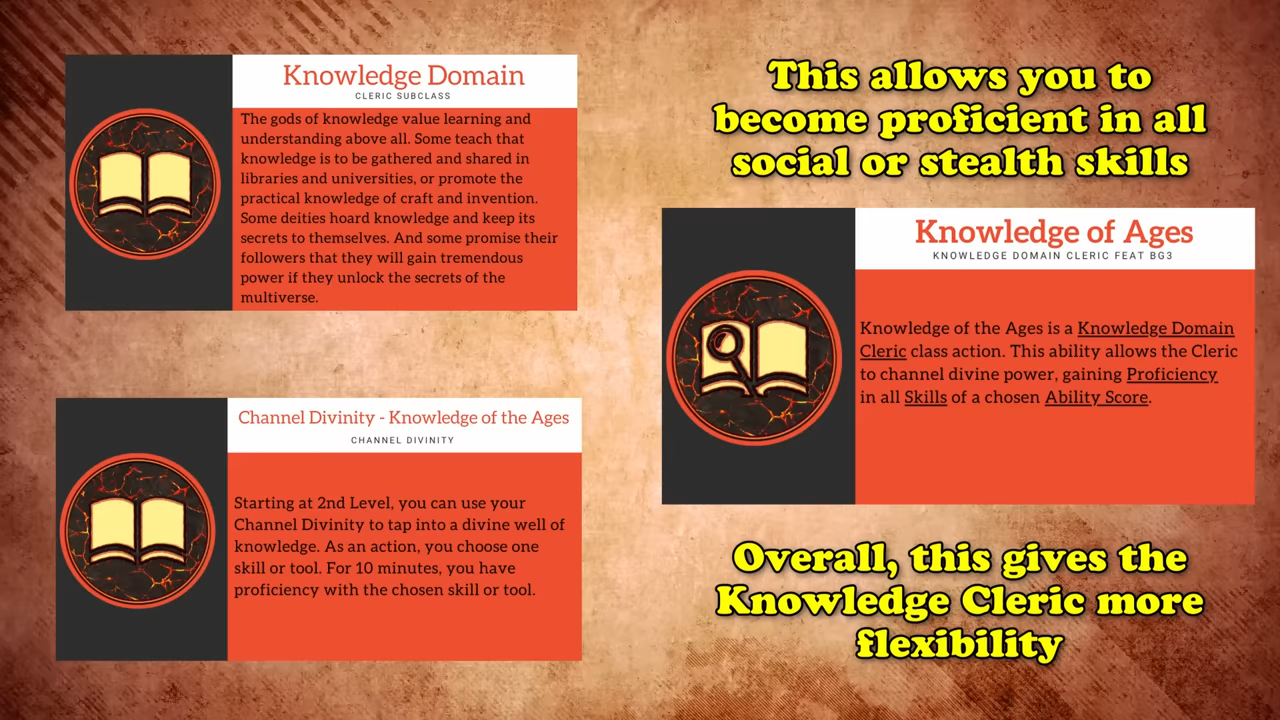 Knowledge Domain
CLERIC SUBCLASS
The gods of knowledge value learning and
understanding above all. Some teach that
knowledge is to be gathered and shared in
libraries and universities, or promote the
practical knowledge of craft and invention.
Some deities hoard knowledge and keep its
secrets to themselves. And some promise their
followers that they will gain tremendous
power if they unlock the secrets of the
multiverse.
Channel Divinity - Knowledge of the Ages
CHANNEL DIVINITY
Starting at 2nd Level, you can use your
Channel Divinity to tap into a divine well of
knowledge. As an action, you choose one
skill or tool. For 10 minutes, you have
proficiency with the chosen skill or tool.
This allows you to
become proficient in all
social or stealth skills
Knowledge of Ages
KNOWLEDGE DOMAIN CLERIC FEAT BG3
Knowledge of the Ages is a Knowledge Domain
Cleric class action. This ability allows the Cleric
to channel divine power, gaining Proficiency
in all Skills of a chosen Ability Score.
Overall, this gives the
Knowledge Cleric more
flexibility